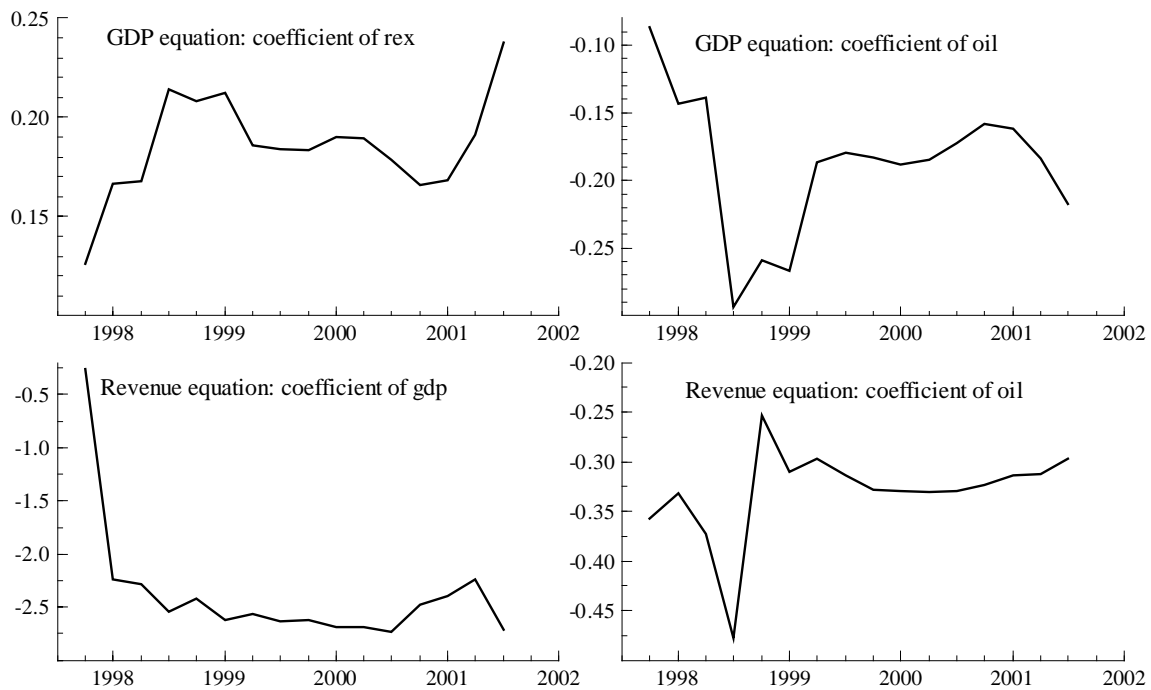 GDP equation: coefficient of rex
0.25
0.20
0.15
1998 1999 2000 2001 2002
GDP equation: coefficient of oil
-0.10
-0.15
-0.20
-0.25
1998 1999 2000 2001 2002
Revenue equation: coefficient of gdp
-0.5
-1.0
-1.5
-2.0
-2.5
1998 1999 2000 2001 2002
Revenue equation: coefficient of oil
-0.20
-0.25
-0.30
-0.35
-0.40
-0.45
1998 1999 2000 2001 2002